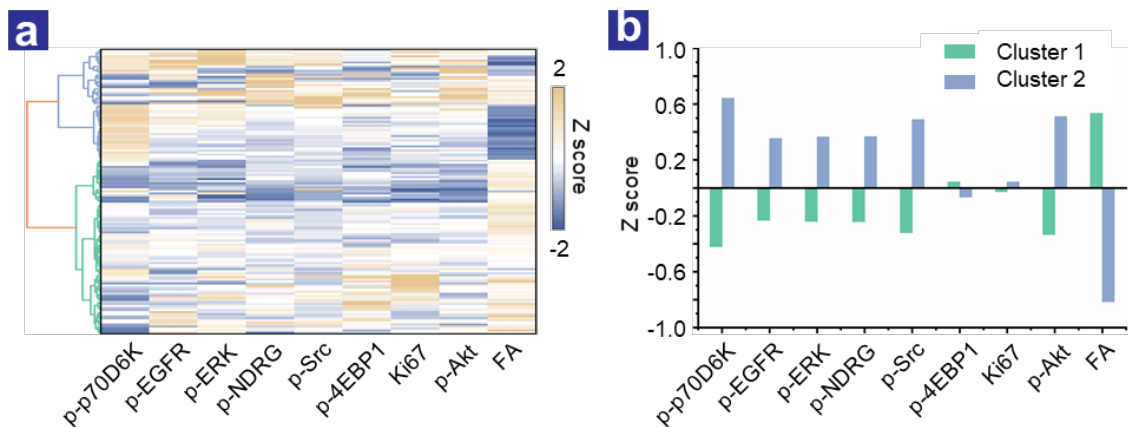 a
2
Z score
-2
p-p70D6K
p-EGFR
p-ERK
p-NDRG
p-Src
p-4EBP1
Ki67
p-Akt
FA
b
1.0
0.6
0.2
-0.2
-0.6
-1.0
Z score
Cluster 1
Cluster 2
p-p70D6K
p-EGFR
p-ERK
p-NDRG
p-Src
p-4EBP1
Ki67
p-Akt
FA